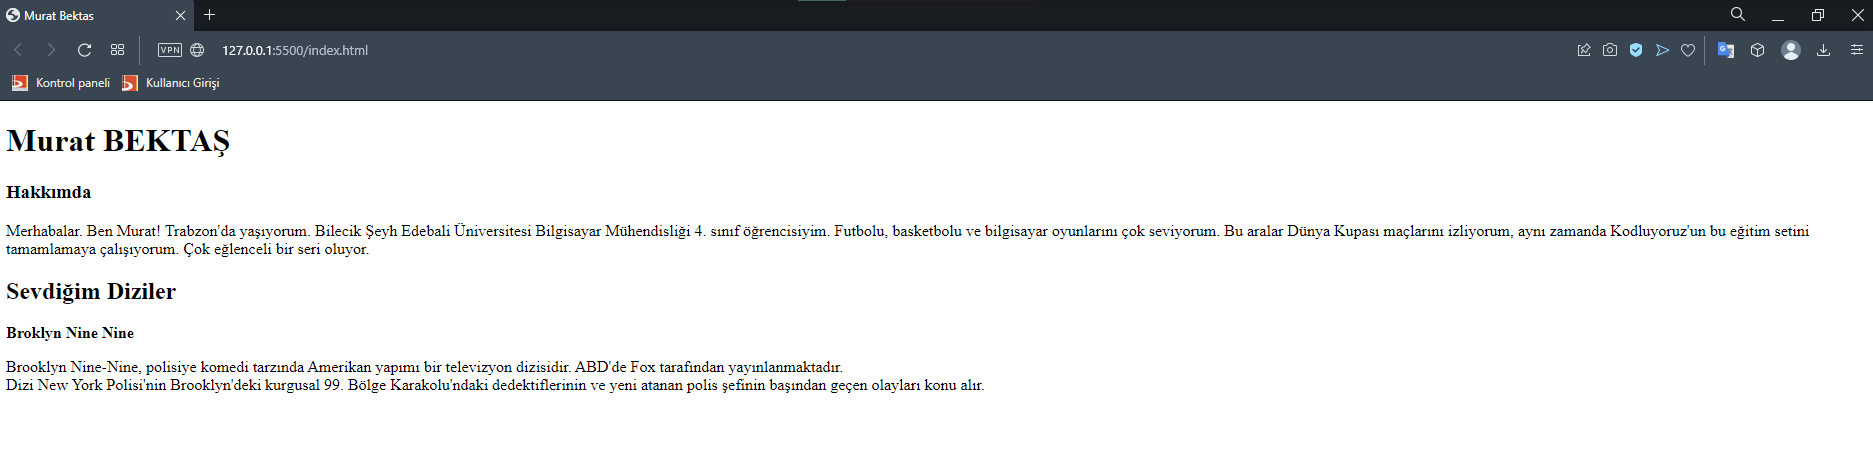 Murat Bektas
VPN 127.0.0.1:5500/index.html
Kontrol paneli Kullanıcı Girişi
Murat BEKTAŞ
Hakkımda
Merhabalar. Ben Murat! Trabzon'da yaşıyorum. Bilecik Şeyh Edebali Üniversitesi Bilgisayar Mühendisliği 4. sınıf öğrencisiyim. Futbolu, basketbolu ve bilgisayar oyunlarını çok seviyorum. Bu aralar Dünya Kupası maçlarını izliyorum, aynı zamanda Kodluyoruz'un bu eğitim setini
tamamlamaya çalışıyorum. Çok eğlenceli bir seri oluyor.
Sevdiğim Diziler
Broklyn Nine Nine
Brooklyn Nine-Nine, polisiye komedi tarzında Amerikan yapımı bir televizyon dizisidir. ABD'de Fox tarafından yayınlanmaktadır.
Dizi New York Polisi'nin Brooklyn'deki kurgusal 99. Bölge Karakolu'ndaki dedektiflerinin ve yeni atanan polis şefinin başından geçen olayları konu alır.